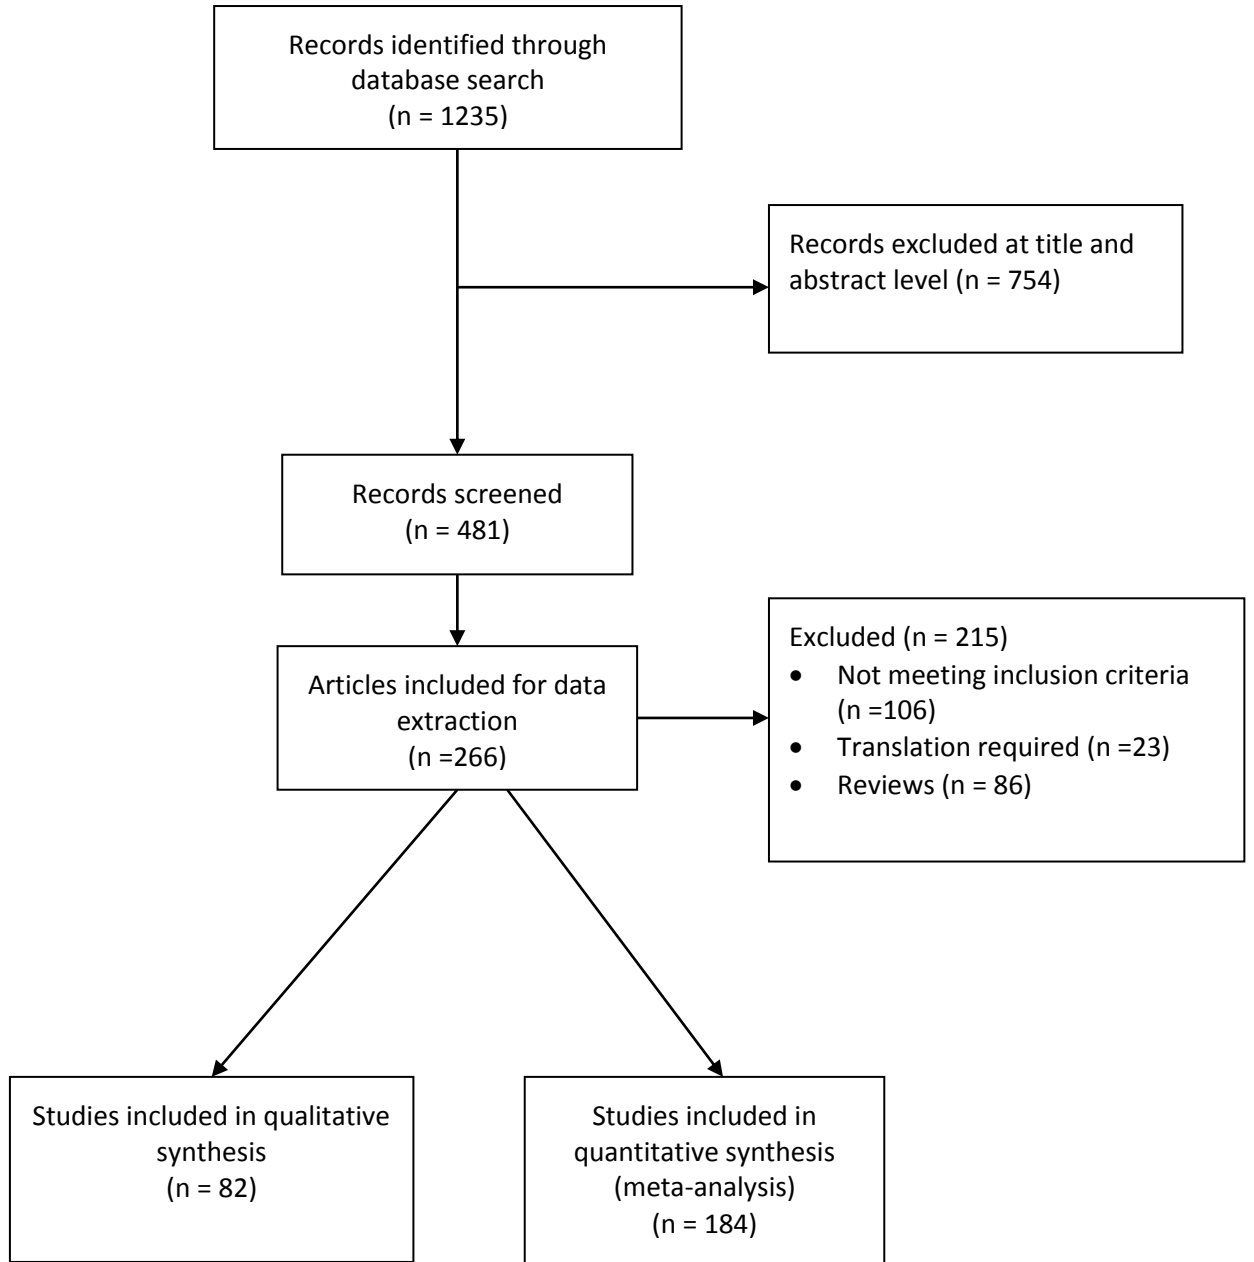 Records identified through
database search
(n = 1235)
Records excluded at title and
abstract level (n = 754)
Records screened
(n = 481)
Articles included for data
extraction
(n =266)
Excluded (n = 215)
• Not meeting inclusion criteria
(n =106)
• Translation required (n =23)
• Reviews (n = 86)
Studies included in qualitative
synthesis
(n = 82)
Studies included in
quantitative synthesis
(meta-analysis)
(n = 184)